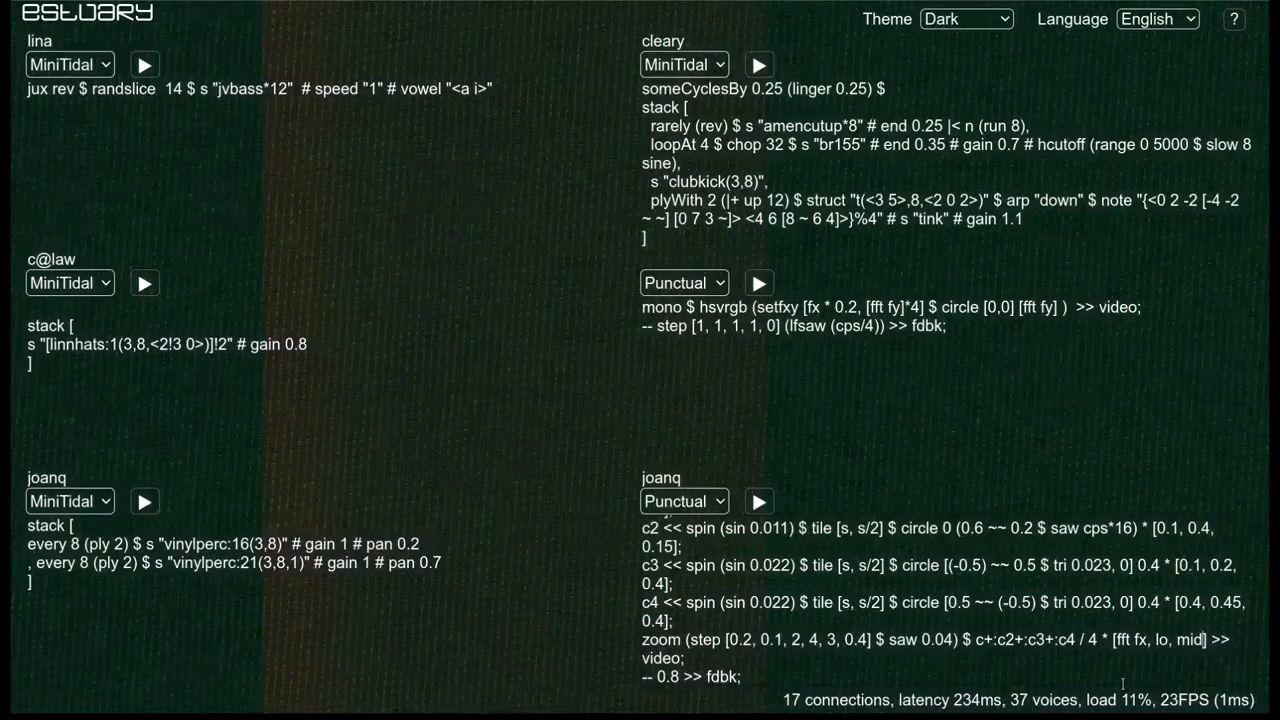 estuary
Theme Dark Language English ?
lina
MiniTidal
jux rev $ randslice  14 $ s "jvbass*12"  # speed "1" # vowel "<a i>"
cleary
MiniTidal
someCyclesBy 0.25 (linger 0.25) $
stack [
  rarely (rev) $ s "amencutup*8" # end 0.25 |< n (run 8),
  loopAt 4 $ chop 32 $ s "br155" # end 0.35 # gain 0.7 # hcutoff (range 0 5000 $ slow 8
sine),
  s "clubkick(3,8)",
  plyWith 2 (|+ up 12) $ struct "t(<3 5>,8,<2 0 2>)" $ arp "down" $ note "{<0 2 -2 [-4 -2
~ ~] [0 7 3 ~]> <4 6 [8 ~ 6 4]>}%4" # s "tink" # gain 1.1
]
c@law
MiniTidal
stack [
s "[linnhats:1(3,8,<2!3 0>)]!2" # gain 0.8
]
Punctual
mono $ hsvrgb (setfxy [fx * 0.2, [fft fy]*4] $ circle [0,0] [fft fy] )  >> video;
-- step [1, 1, 1, 1, 0] (lfsaw (cps/4)) >> fdbk;
joanq
MiniTidal
stack [
every 8 (ply 2) $ s "vinylperc:16(3,8)" # gain 1 # pan 0.2
, every 8 (ply 2) $ s "vinylperc:21(3,8,1)" # gain 1 # pan 0.7
]
joanq
Punctual
c2 << spin (sin 0.011) $ tile [s, s/2] $ circle 0 (0.6 ~~ 0.2 $ saw cps*16) * [0.1, 0.4,
0.15];
c3 << spin (sin 0.022) $ tile [s, s/2] $ circle [(-0.5) ~~ 0.5 $ tri 0.023, 0] 0.4 * [0.1, 0.2,
0.4];
c4 << spin (sin 0.022) $ tile [s, s/2] $ circle [0.5 ~~ (-0.5) $ tri 0.023, 0] 0.4 * [0.4, 0.45,
0.4];
zoom (step [0.2, 0.1, 2, 4, 3, 0.4] $ saw 0.04) $ c+:c2+:c3+:c4 / 4 * [fft fx, lo, mid] >>
video;
-- 0.8 >> fdbk;
17 connections, latency 234ms, 37 voices, load 11%, 23FPS (1ms)